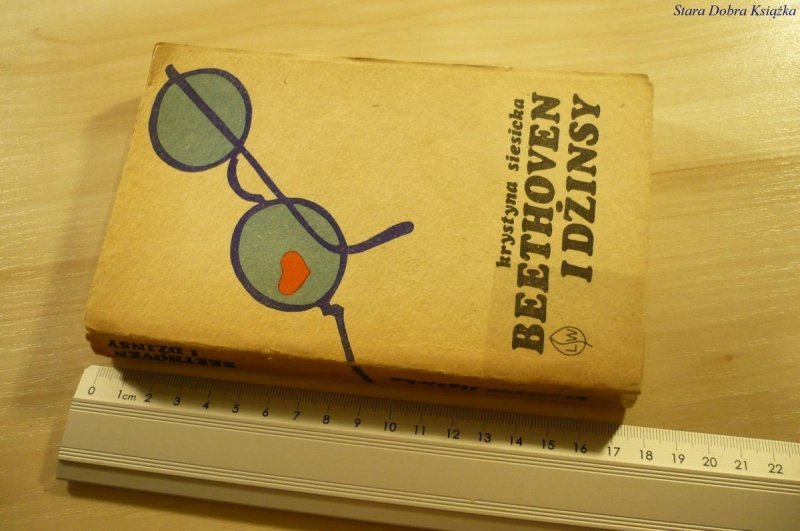 Stara Dobra Książka
krystyna siesicka
BEETHOVEN
I DŻINSY
LW
BEETHOVEN
I DŻINSY
0 1cm 2 3 4 5 6 7 8 9 10 11 12 13 14 15 16 17 18 19 20 21 22